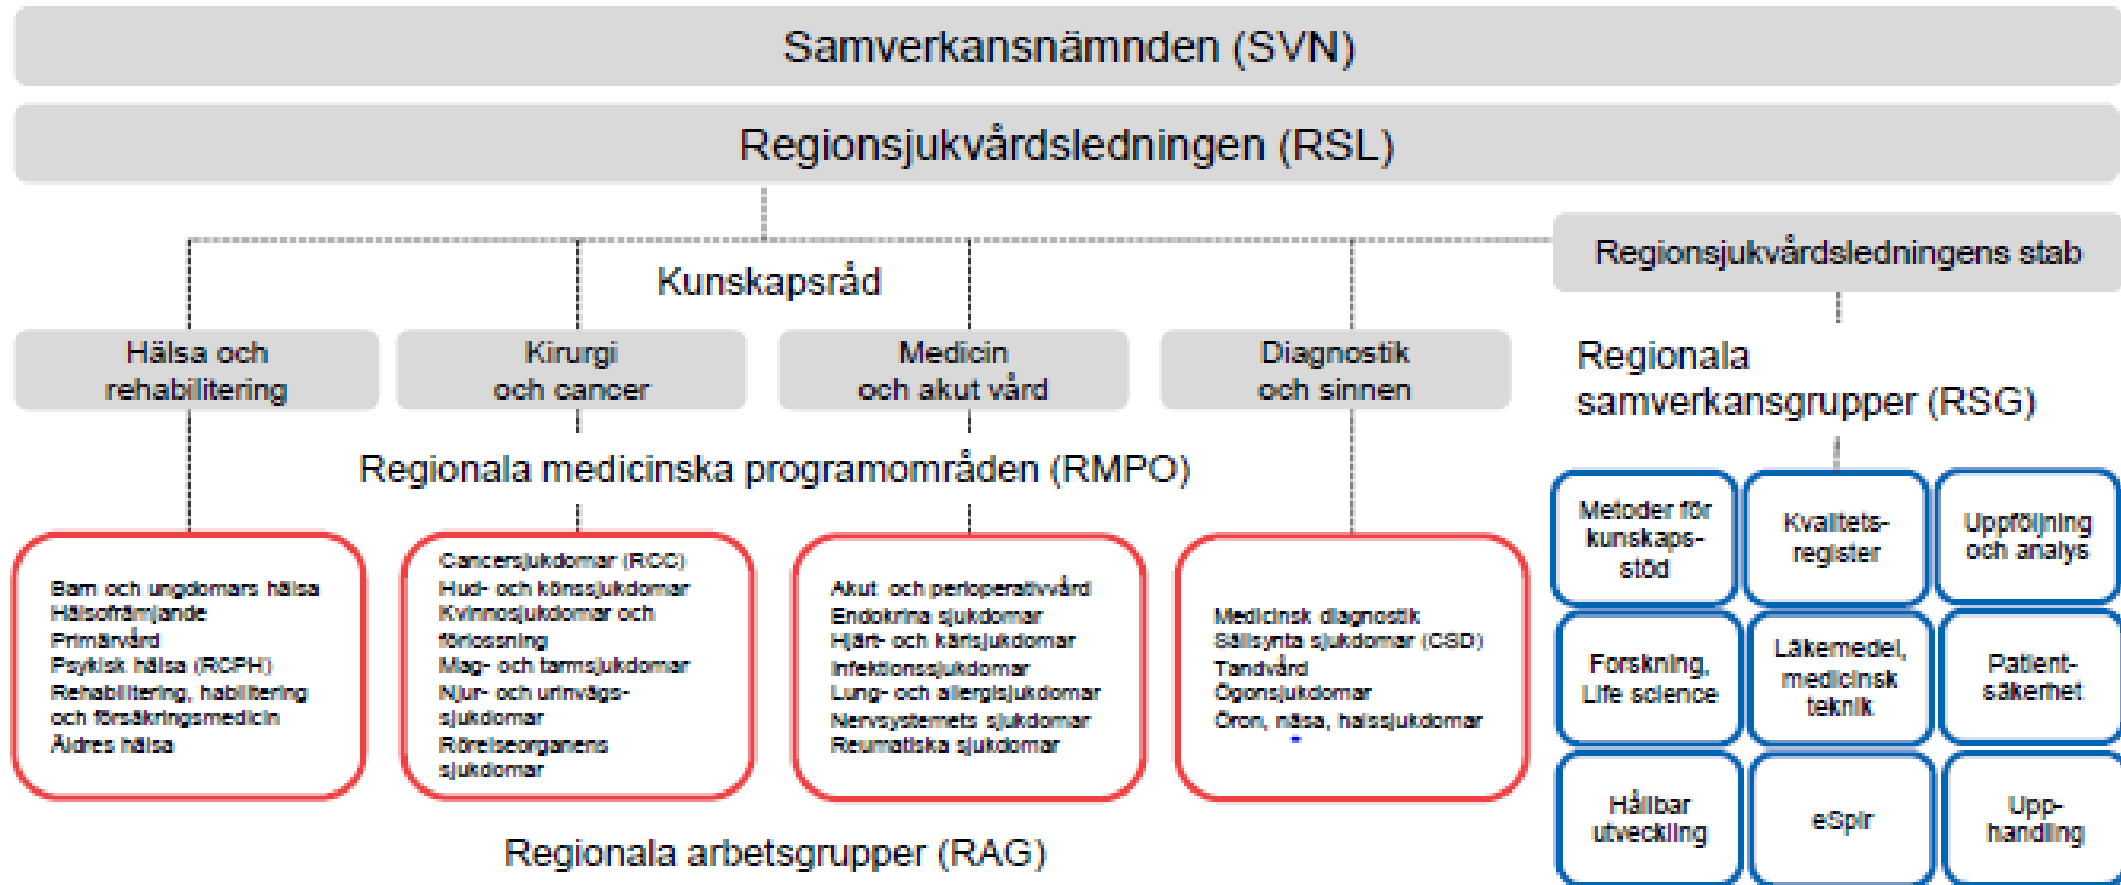 Samverkansnämnden (SVN)
Regionsjukvårdsledningen (RSL)
Regionsjukvårdsledningens stab
Kunskapsråd
Hälsa och
rehabilitering
Kirurgi
och cancer
Medicin
och akut vård
Diagnostik
och sinnen
Regionala
samverkansgrupper (RSG)
Regionala medicinska programområden (RMPO)
Barn och ungdomars hälsa
Hälsofrämjande
Primärvård
Psykisk hälsa (RCPH)
Rehabilitering, habilitering
och försäkringsmedicin
Äldres hälsa
Cancersjukdomar (RCC)
Hud- och könssjukdomar
Kvinnosjukdomar och
förlossning
Mag- och tarmsjukdomar
Njur- och urinvägs-
sjukdomar
Rörelseorganens
sjukdomar
Akut och perioperativvård
Endokrina sjukdomar
Hjärt- och kärlsjukdomar
Infektionssjukdomar
Lung- och allergisjukdomar
Nervsystemets sjukdomar
Reumatiska sjukdomar
Medicinsk diagnostik
Sällsynta sjukdomar (CSD)
Tandvård
Ögonsjukdomar
Öron, näsa, halssjukdomar
Metoder för
kunskaps-
stöd
Kvalitets-
register
Uppföljning
och analys
Forskning,
Life science
Läkemedel,
medicinsk
teknik
Patient-
säkerhet
Hållbar
utveckling
eSpir
Upp-
handling
Regionala arbetsgrupper (RAG)